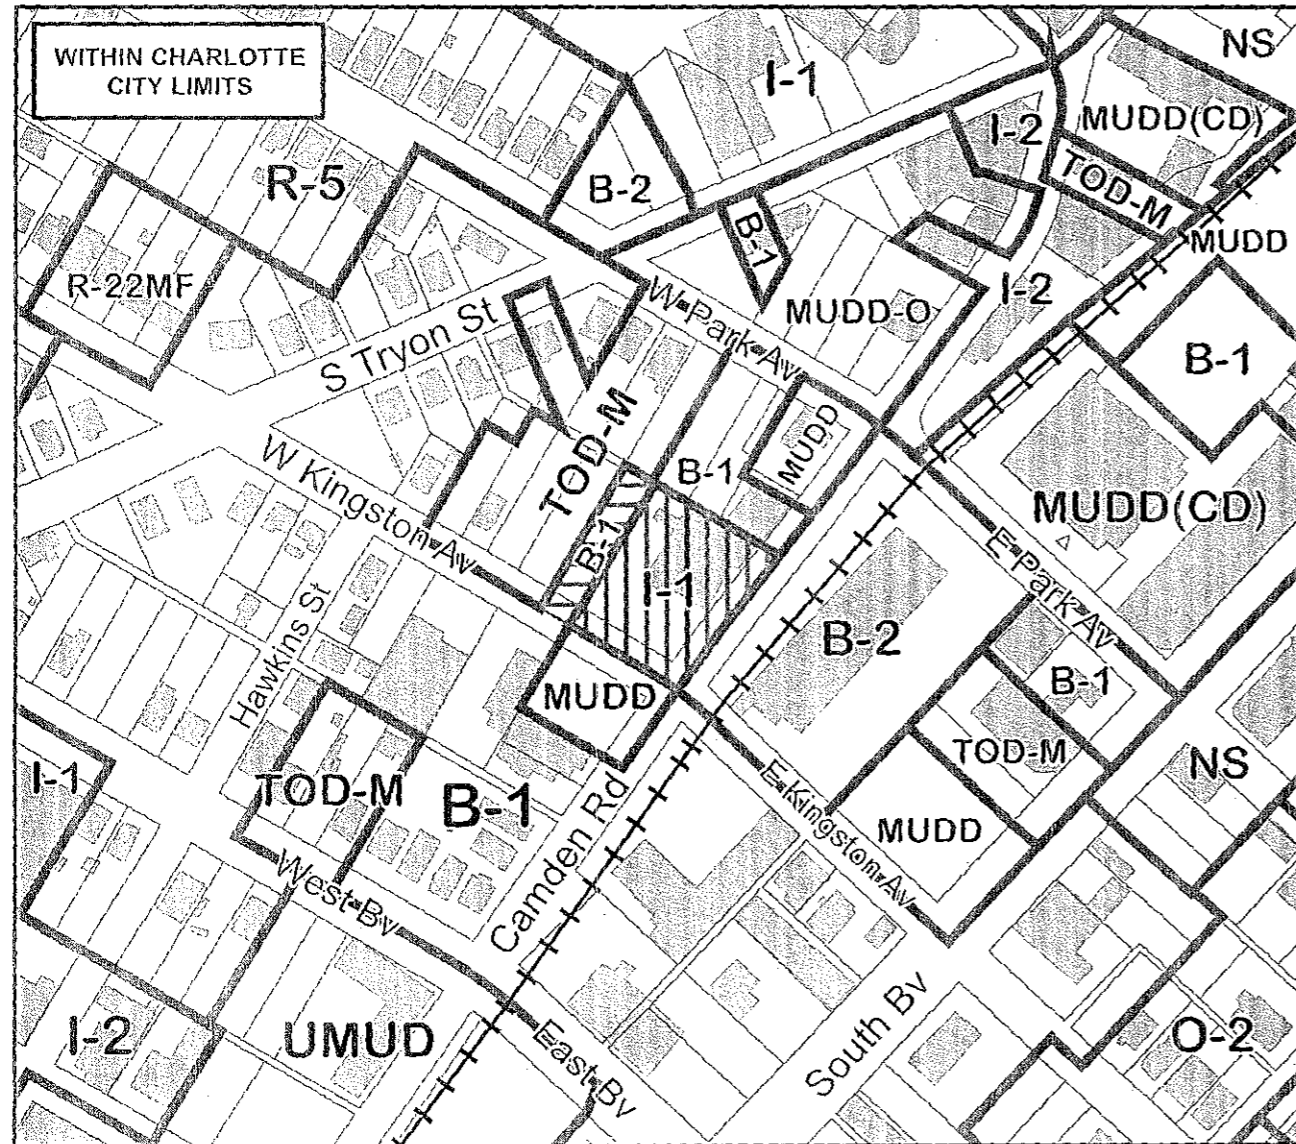 WITHIN CHARLOTTE
CITY LIMITS
NS
I-1
MUDD(CD)
I-2
R-5
B-2
TOD-M
B-1
MUDD
R-22MF
I-2
W Park Av
MUDD-O
S Tryon St
B-1
TOD-M
MUDD
W Kingston Av
B-1
MUDD(CD)
B-1
E Park Av
I-1
B-2
Hawkins St
MUDD
B-1
TOD-M
NS
I-1
TOD-M
B-1
Camden Rd
E Kingston Av
MUDD
West Bv
I-2
UMUD
East Bv
South Bv
O-2